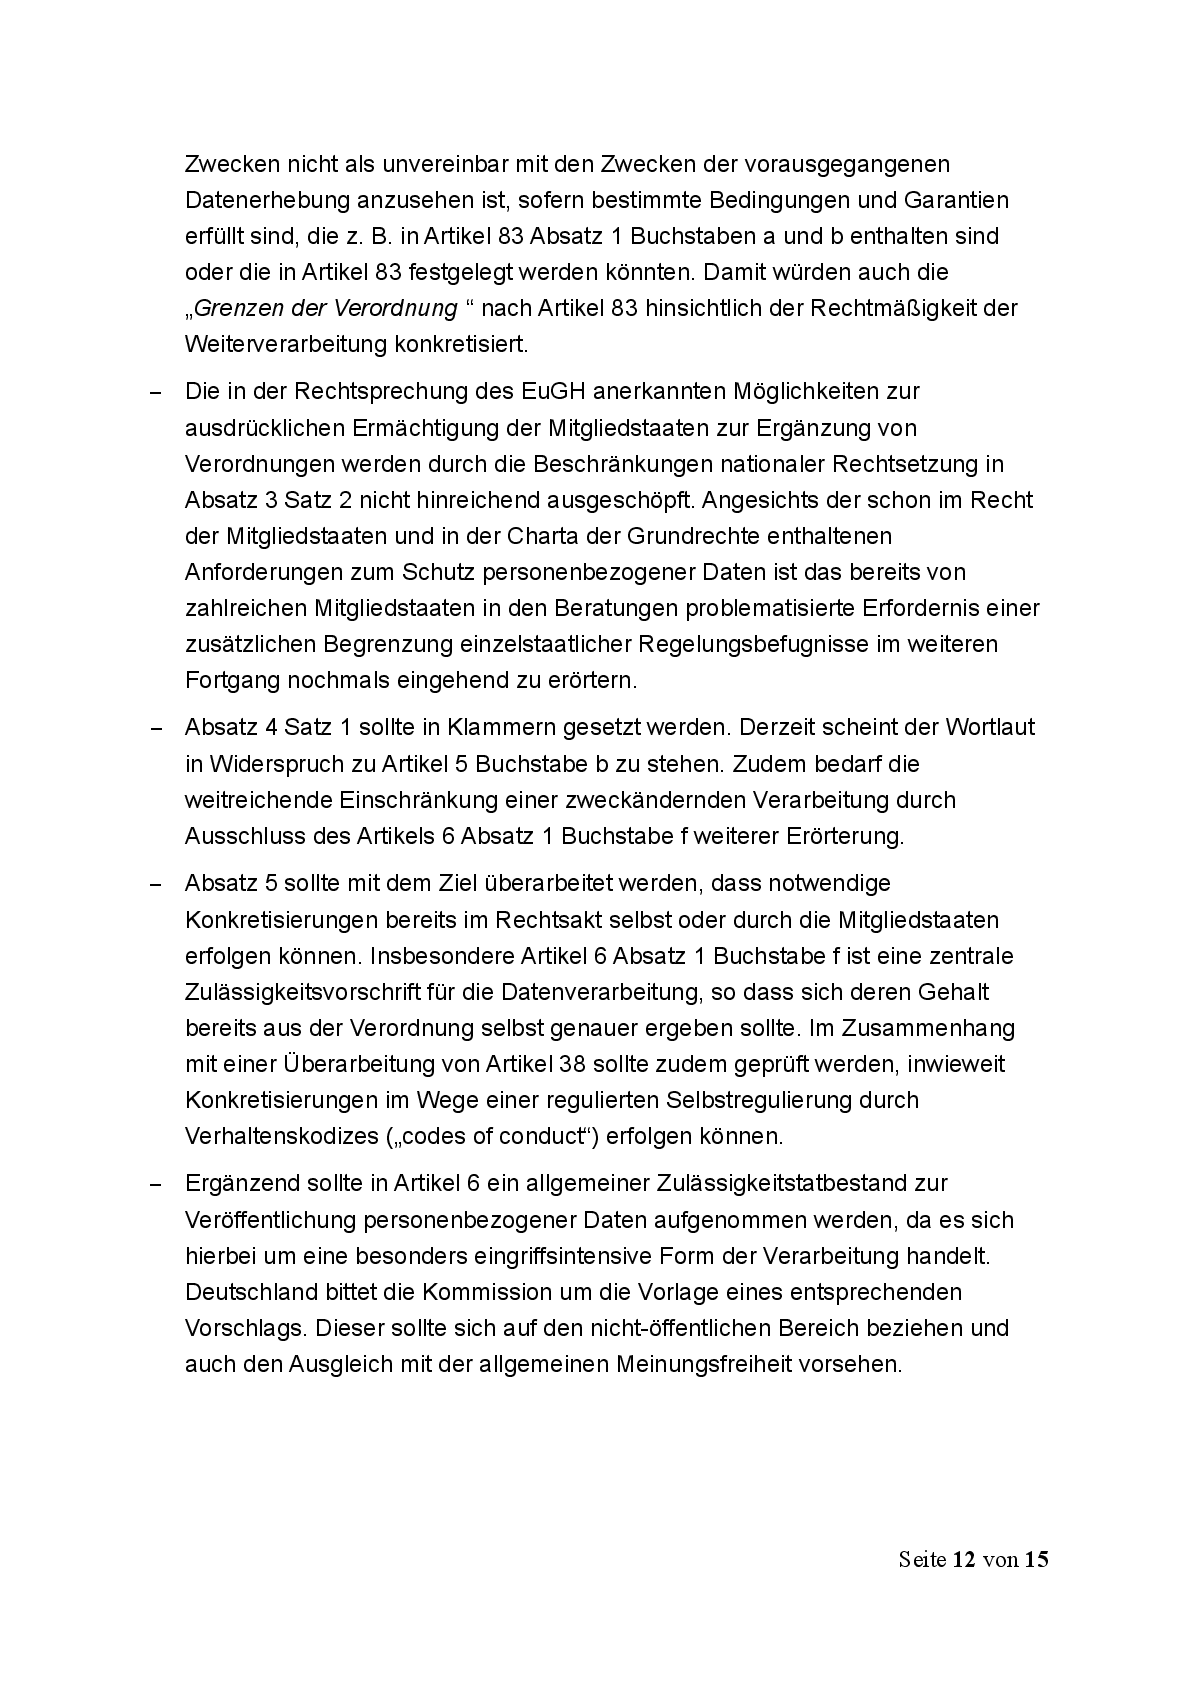 Zwecken nicht als unvereinbar mit den Zwecken der vorausgegangenen
Datenerhebung anzusehen ist, sofern bestimmte Bedingungen und Garantien
erfüllt sind, die z. B. in Artikel 83 Absatz 1 Buchstaben a und b enthalten sind
oder die in Artikel 83 festgelegt werden könnten. Damit würden auch die
„Grenzen der Verordnung “ nach Artikel 83 hinsichtlich der Rechtmäßigkeit der
Weiterverarbeitung konkretisiert.
– Die in der Rechtsprechung des EuGH anerkannten Möglichkeiten zur
ausdrücklichen Ermächtigung der Mitgliedstaaten zur Ergänzung von
Verordnungen werden durch die Beschränkungen nationaler Rechtsetzung in
Absatz 3 Satz 2 nicht hinreichend ausgeschöpft. Angesichts der schon im Recht
der Mitgliedstaaten und in der Charta der Grundrechte enthaltenen
Anforderungen zum Schutz personenbezogener Daten ist das bereits von
zahlreichen Mitgliedstaaten in den Beratungen problematisierte Erfordernis einer
zusätzlichen Begrenzung einzelstaatlicher Regelungsbefugnisse im weiteren
Fortgang nochmals eingehend zu erörtern.
– Absatz 4 Satz 1 sollte in Klammern gesetzt werden. Derzeit scheint der Wortlaut
in Widerspruch zu Artikel 5 Buchstabe b zu stehen. Zudem bedarf die
weitreichende Einschränkung einer zweckändernden Verarbeitung durch
Ausschluss des Artikels 6 Absatz 1 Buchstabe f weiterer Erörterung.
– Absatz 5 sollte mit dem Ziel überarbeitet werden, dass notwendige
Konkretisierungen bereits im Rechtsakt selbst oder durch die Mitgliedstaaten
erfolgen können. Insbesondere Artikel 6 Absatz 1 Buchstabe f ist eine zentrale
Zulässigkeitsvorschrift für die Datenverarbeitung, so dass sich deren Gehalt
bereits aus der Verordnung selbst genauer ergeben sollte. Im Zusammenhang
mit einer Überarbeitung von Artikel 38 sollte zudem geprüft werden, inwieweit
Konkretisierungen im Wege einer regulierten Selbstregulierung durch
Verhaltenskodizes („codes of conduct“) erfolgen können.
– Ergänzend sollte in Artikel 6 ein allgemeiner Zulässigkeitstatbestand zur
Veröffentlichung personenbezogener Daten aufgenommen werden, da es sich
hierbei um eine besonders eingriffsintensive Form der Verarbeitung handelt.
Deutschland bittet die Kommission um die Vorlage eines entsprechenden
Vorschlags. Dieser sollte sich auf den nicht-öffentlichen Bereich beziehen und
auch den Ausgleich mit der allgemeinen Meinungsfreiheit vorsehen.
Seite 12 von 15